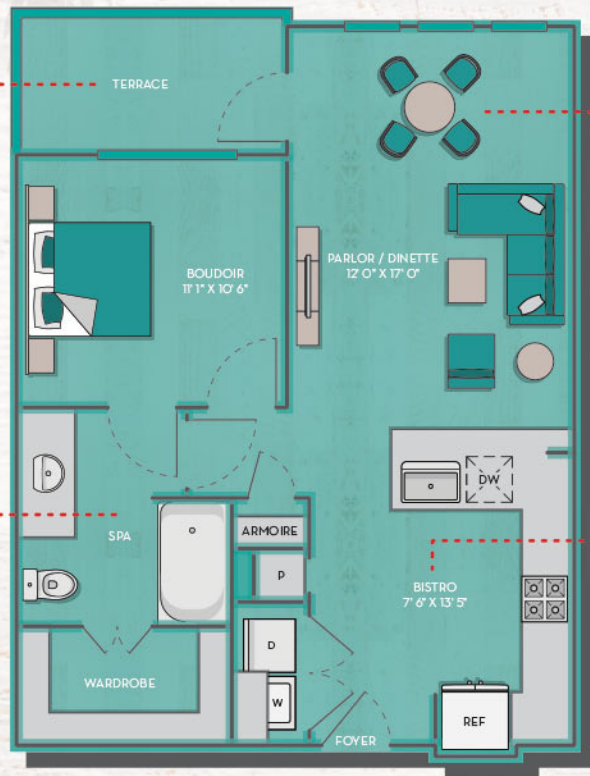 TERRACE
BOUDOIR
11' 1" X 10' 6"
PARLOR / DINETTE
12' 0" X 17' 0"
DW
SPA
ARMOIRE
P
BISTRO
7' 6" X 13' 5"
D
W
WARDROBE
REF
FOYER